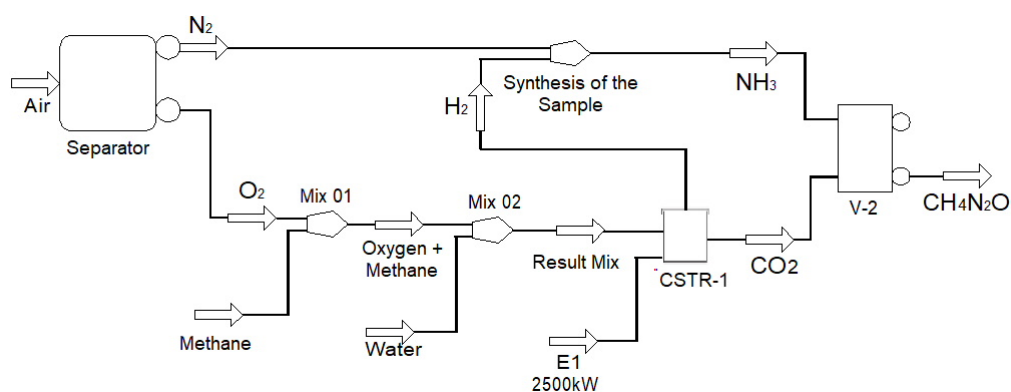 N₂
Air
Separator
Synthesis of the
Sample
H₂
NH₃
O₂
Mix 01
Mix 02
Oxygen +
Methane
Result Mix
CSTR-1
CO2
V-2
CH4N2O
Methane
Water
E1
2500kW